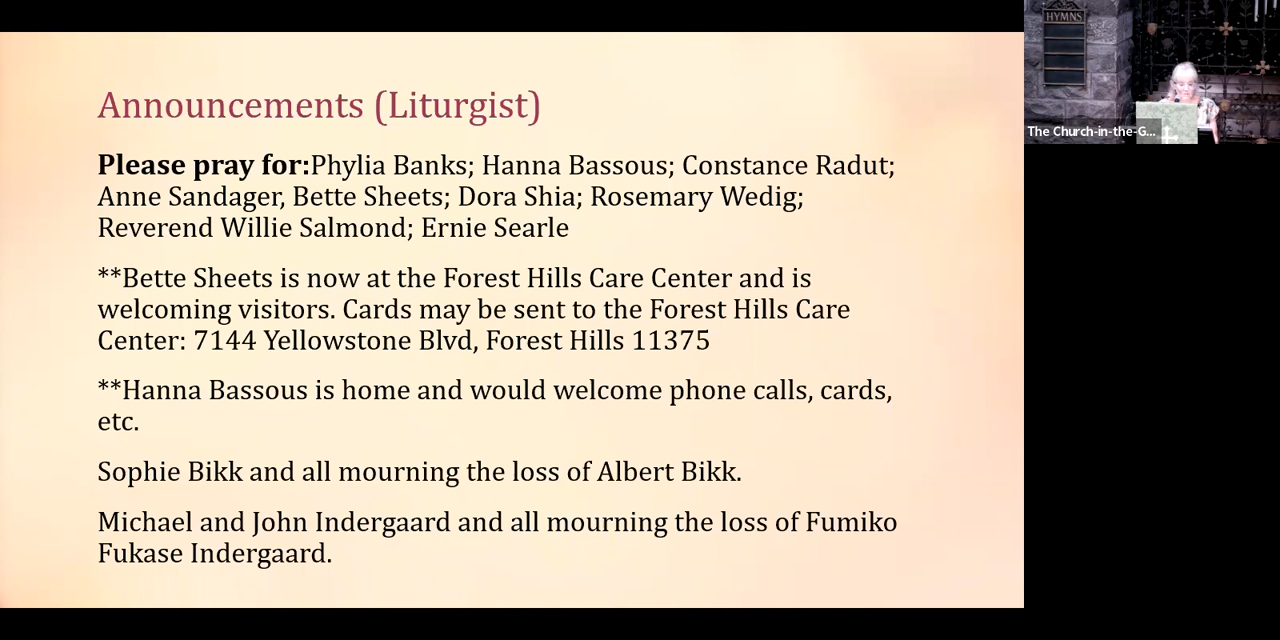 Announcements (Liturgist)
Please pray for:Phylia Banks; Hanna Bassous; Constance Radut;
Anne Sandager, Bette Sheets; Dora Shia; Rosemary Wedig;
Reverend Willie Salmond; Ernie Searle
**Bette Sheets is now at the Forest Hills Care Center and is
welcoming visitors. Cards may be sent to the Forest Hills Care
Center: 7144 Yellowstone Blvd, Forest Hills 11375
**Hanna Bassous is home and would welcome phone calls, cards,
etc.
Sophie Bikk and all mourning the loss of Albert Bikk.
Michael and John Indergaard and all mourning the loss of Fumiko
Fukase Indergaard.
HYMNS
The Church-in-the-G...